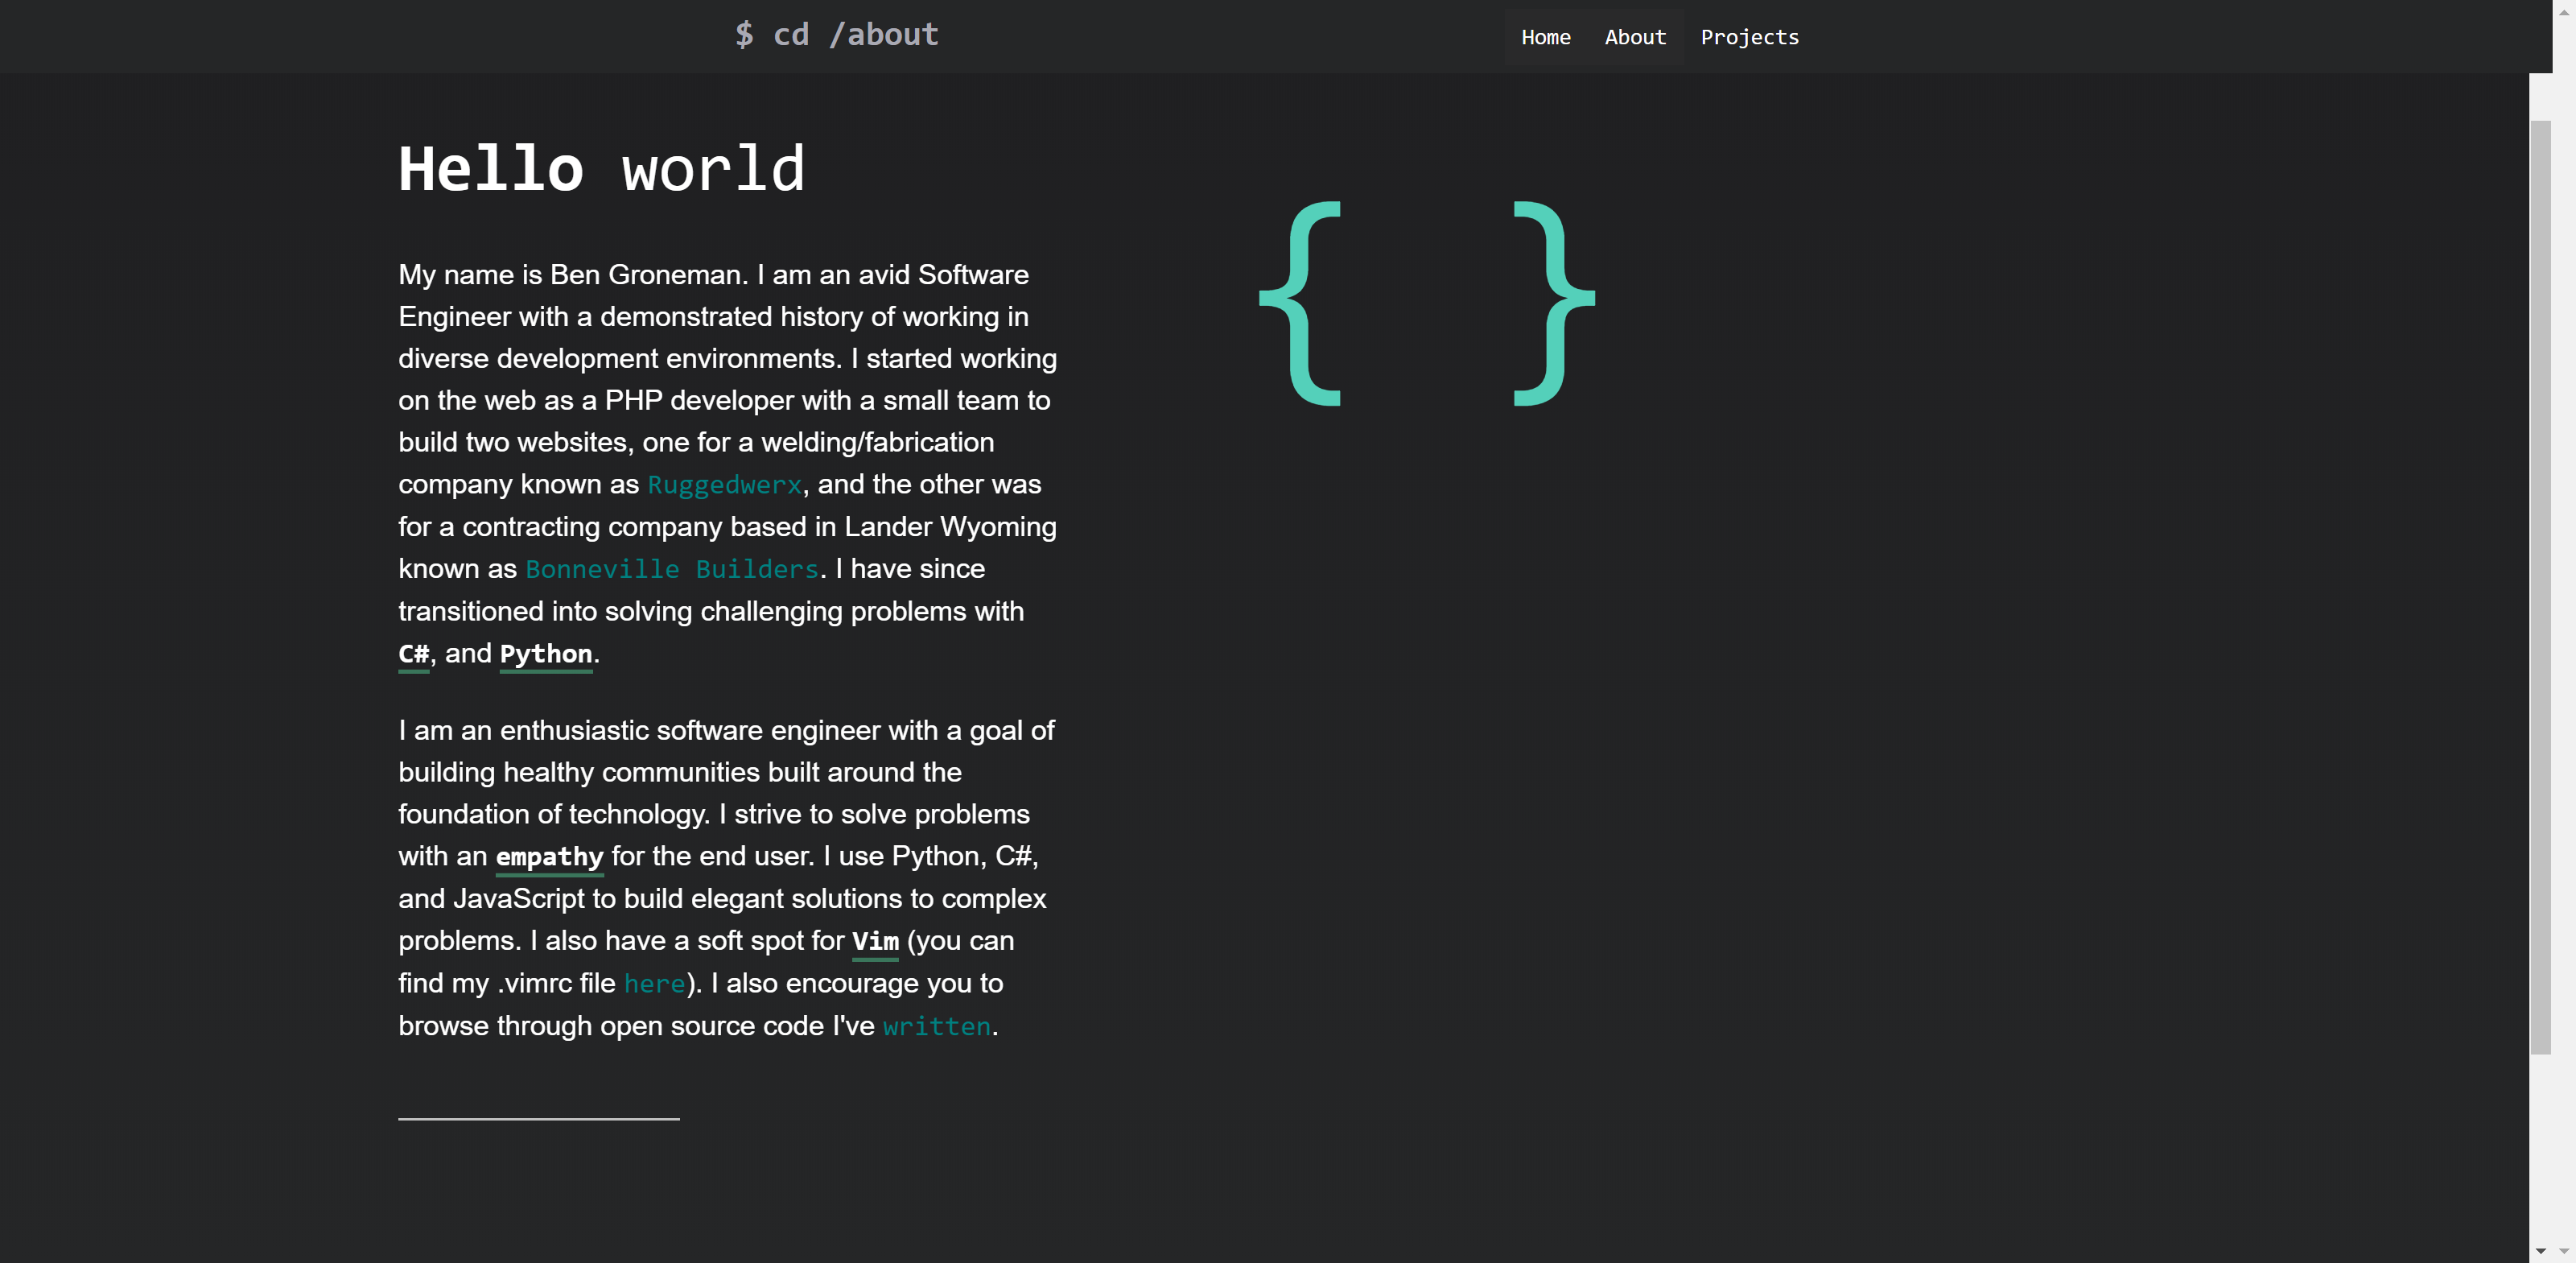 $ cd /about
Home About Projects
Hello world
{ }
My name is Ben Groneman. I am an avid Software
Engineer with a demonstrated history of working in
diverse development environments. I started working
on the web as a PHP developer with a small team to
build two websites, one for a welding/fabrication
company known as Ruggedwerx, and the other was
for a contracting company based in Lander Wyoming
known as Bonneville Builders. I have since
transitioned into solving challenging problems with
C#, and Python.
I am an enthusiastic software engineer with a goal of
building healthy communities built around the
foundation of technology. I strive to solve problems
with an empathy for the end user. I use Python, C#,
and JavaScript to build elegant solutions to complex
problems. I also have a soft spot for Vim (you can
find my .vimrc file here). I also encourage you to
browse through open source code I've written.